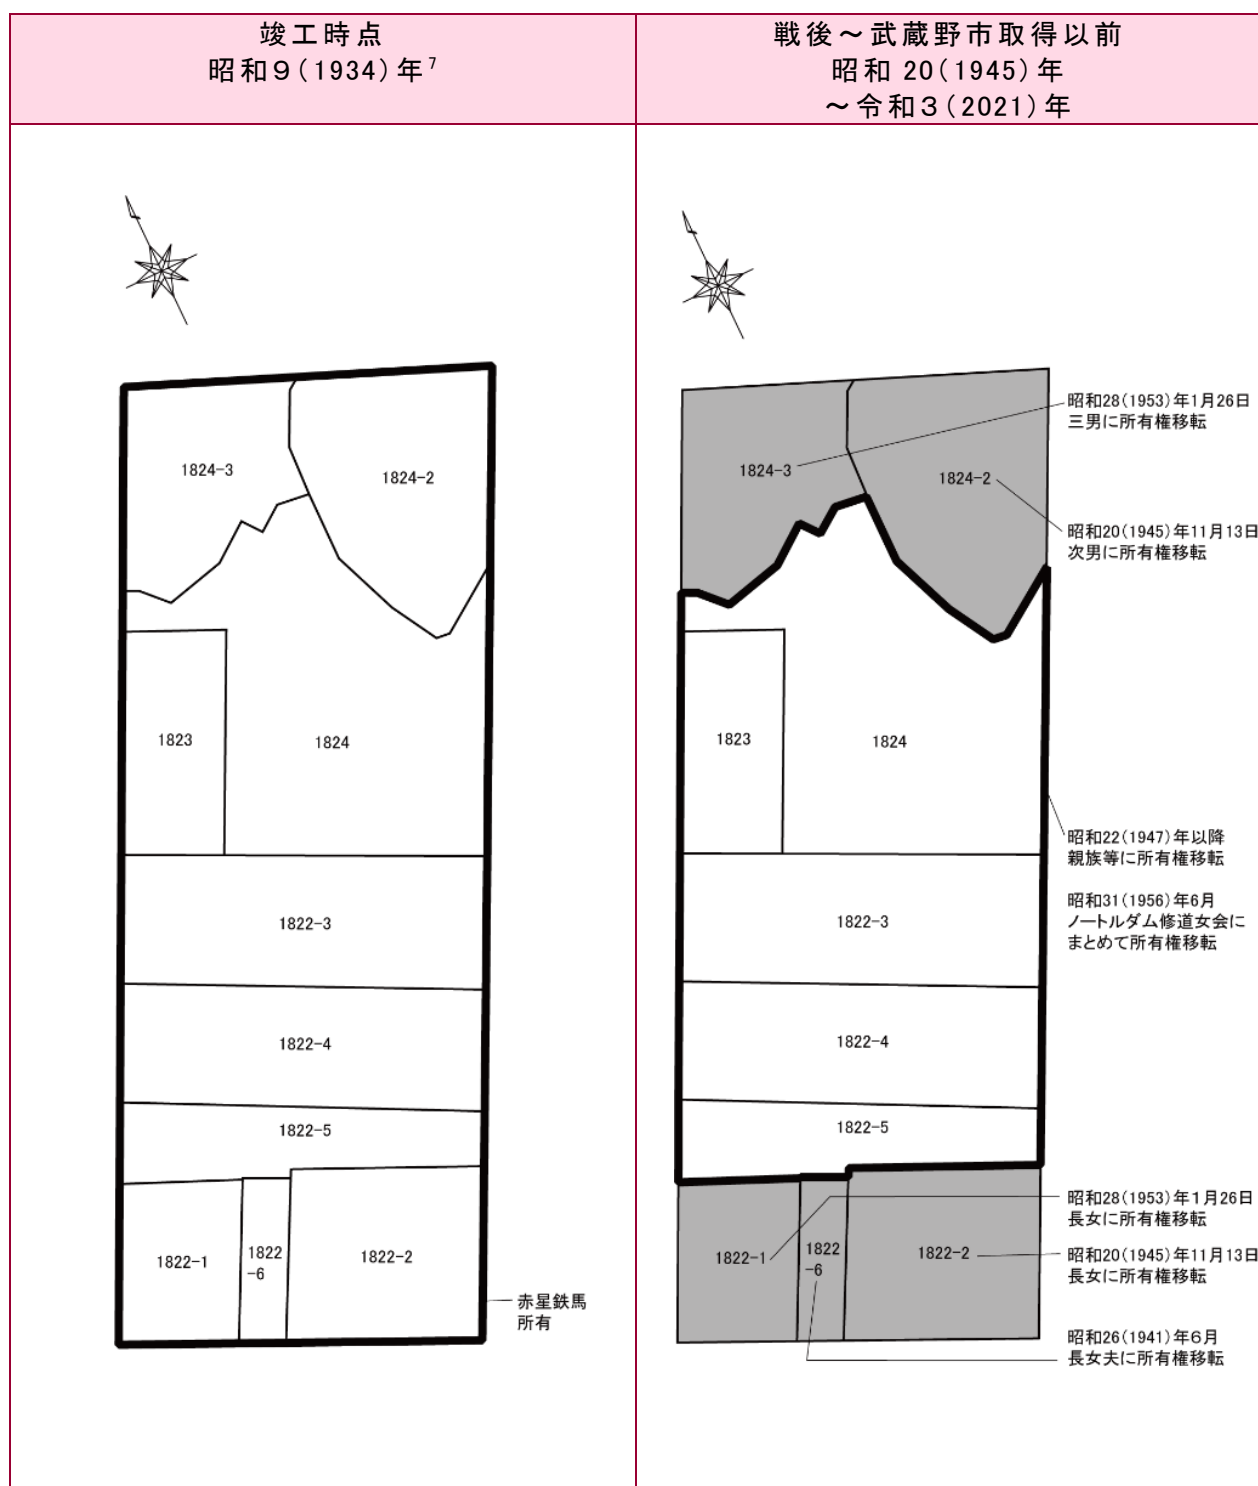 竣工時点
昭和９(1934)年7
戦後～武蔵野市取得以前
昭和 20(1945)年
～令和３(2021)年
1824-3
1824-2
1823
1824
1822-3
1822-4
1822-5
1822-1
1822
-6
1822-2
赤星鉄馬
所有
1824-3
1824-2
1823
1824
1822-3
1822-4
1822-5
1822-1
1822
-6
1822-2
昭和28(1953)年1月26日
三男に所有権移転
昭和20(1945)年11月13日
次男に所有権移転
昭和22(1947)年以降
親族等に所有権移転
昭和31(1956)年6月
ノートルダム修道女会に
まとめて所有権移転
昭和28(1953)年１月26日
長女に所有権移転
昭和20(1945)年11月13日
長女に所有権移転
昭和26(1941)年６月
長女夫に所有権移転